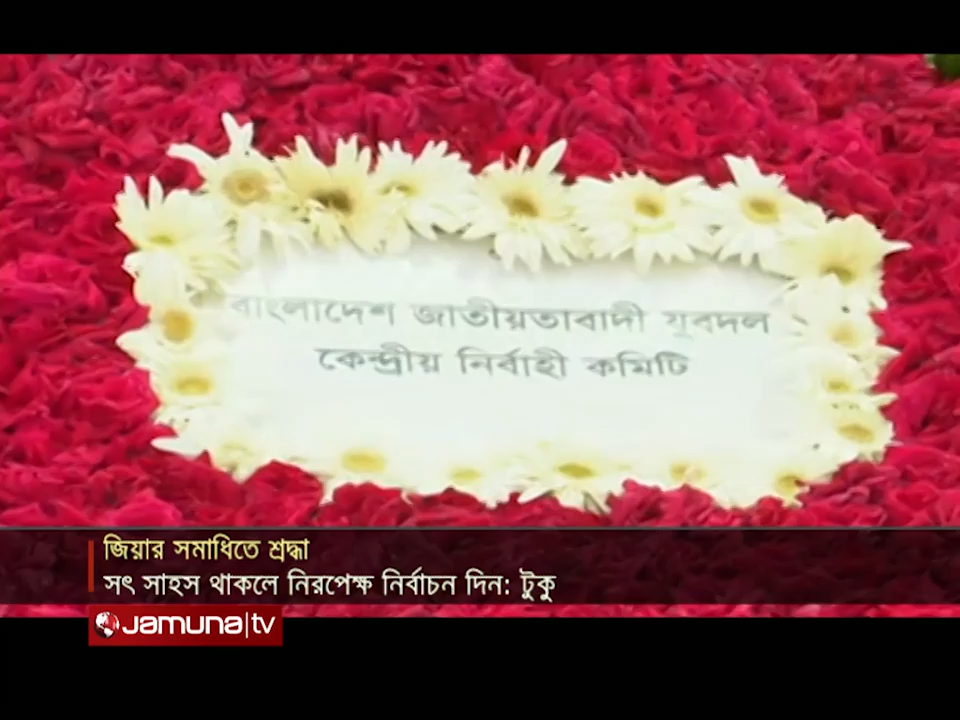 বাংলাদেশ জাতীয়তাবাদী যুবদল
কেন্দ্রীয় নির্বাহী কমিটি
জিয়ার সমাধিতে শ্রদ্ধা
সৎ সাহস থাকলে নিরপেক্ষ নির্বাচন দিন: টুকু
Jamuna|tv